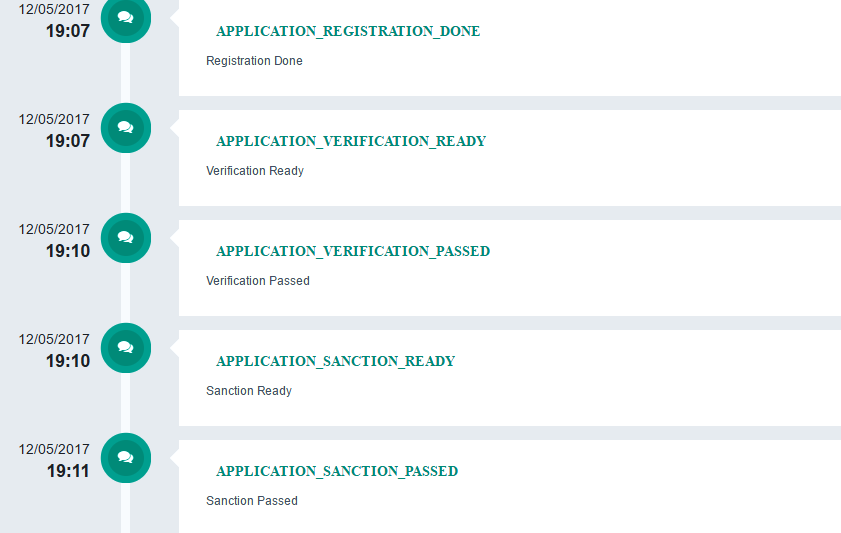 12/05/2017
19:07
APPLICATION_REGISTRATION_DONE
Registration Done
12/05/2017
19:07
APPLICATION_VERIFICATION_READY
Verification Ready
12/05/2017
19:10
APPLICATION_VERIFICATION_PASSED
Verification Passed
12/05/2017
19:10
APPLICATION_SANCTION_READY
Sanction Ready
12/05/2017
19:11
APPLICATION_SANCTION_PASSED
Sanction Passed